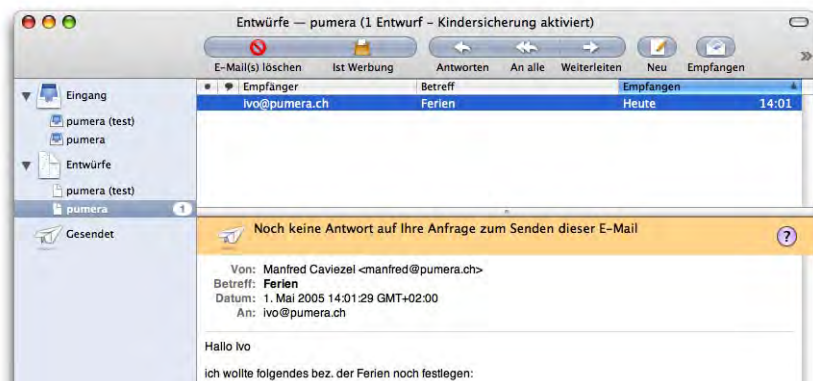 Entwürfe — pumera (1 Entwurf – Kindersicherung aktiviert)
E-Mail(s) löschen Ist Werbung Antworten An alle Weiterleiten Neu Empfangen
Empfänger Betreff Empfangen
ivo@pumera.ch Ferien Heute 14:01
Eingang
pumera (test)
pumera
Entwürfe
pumera (test)
pumera 1
Gesendet
Noch keine Antwort auf Ihre Anfrage zum Senden dieser E-Mail ?
Von: Manfred Caviezel <manfred@pumera.ch>
Betreff: Ferien
Datum: 1. Mai 2005 14:01:29 GMT+02:00
An: ivo@pumera.ch
Hallo Ivo
ich wollte folgendes bez. der Ferien noch festlegen: